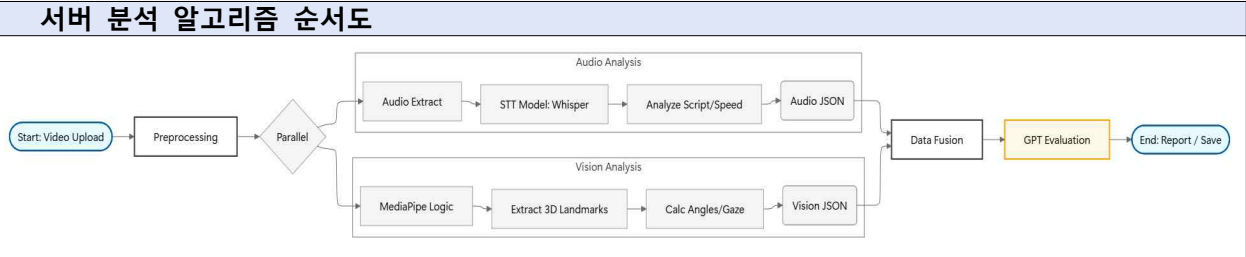 서버 분석 알고리즘 순서도
Start: Video Upload
Preprocessing
Parallel
Audio Analysis
Audio Extract
STT Model: Whisper
Analyze Script/Speed
Audio JSON
Vision Analysis
MediaPipe Logic
Extract 3D Landmarks
Calc Angles/Gaze
Vision JSON
Data Fusion
GPT Evaluation
End: Report / Save